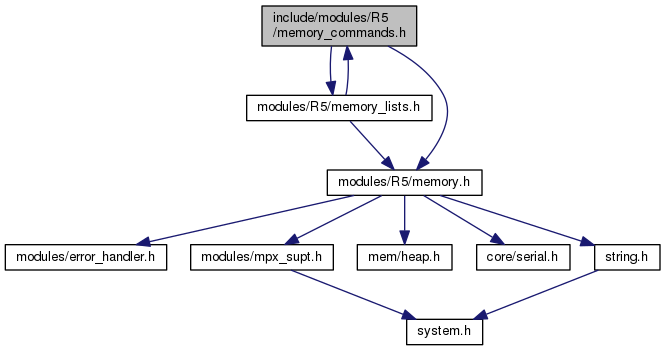 include/modules/R5
/memory_commands.h
modules/R5/memory_lists.h
modules/R5/memory.h
modules/error_handler.h
modules/mpx_supt.h
mem/heap.h
core/serial.h
string.h
system.h